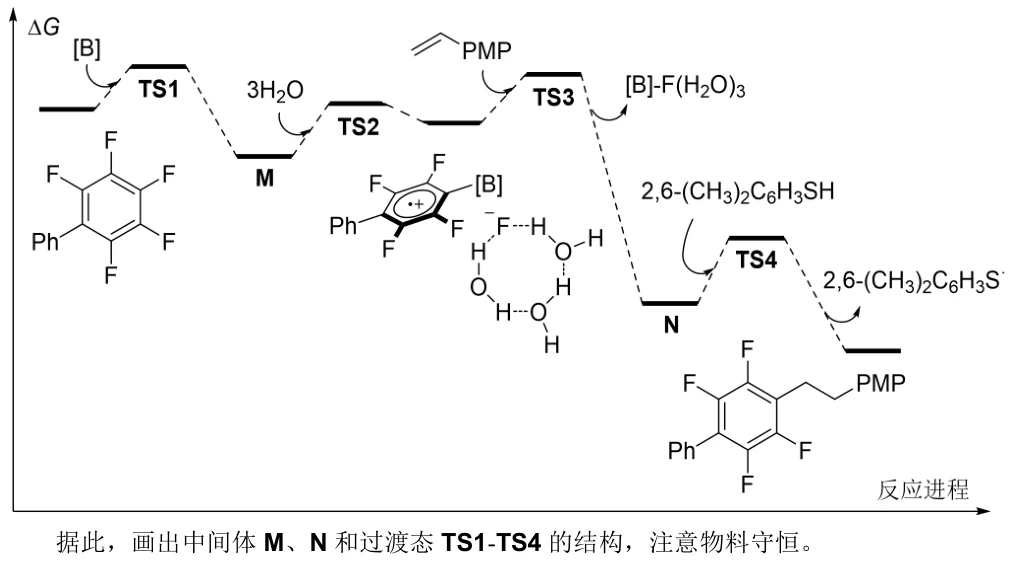 ΔG
[B]
TS1
3H₂O
M
TS2
PMP
TS3
[B]-F(H₂O)₃
F
F
F
F
F
Ph
F
F
[B]
•+
Ph
F
F
⁻F
H
H
O
H
H
O
H
H
O
H
2,6-(CH₃)₂C₆H₃SH
TS4
2,6-(CH₃)₂C₆H₃S·
N
F
F
PMP
Ph
F
F
反应进程
据此，画出中间体 M、N 和过渡态 TS1-TS4 的结构，注意物料守恒。